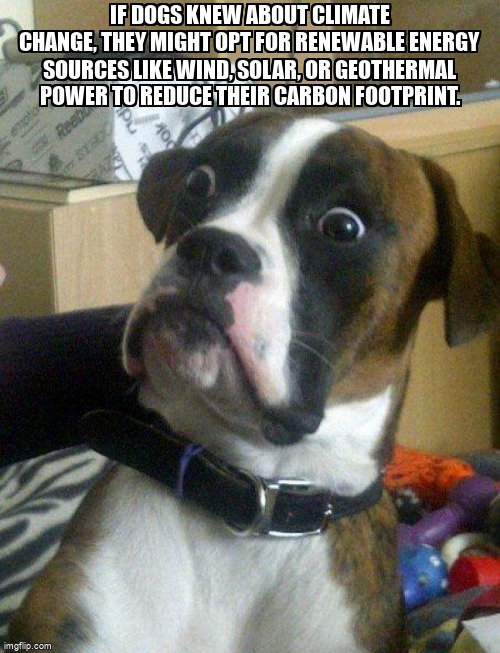 IF DOGS KNEW ABOUT CLIMATE
CHANGE, THEY MIGHT OPT FOR RENEWABLE ENERGY
SOURCES LIKE WIND, SOLAR, OR GEOTHERMAL
POWER TO REDUCE THEIR CARBON FOOTPRINT.
Reebok
imgflip.com